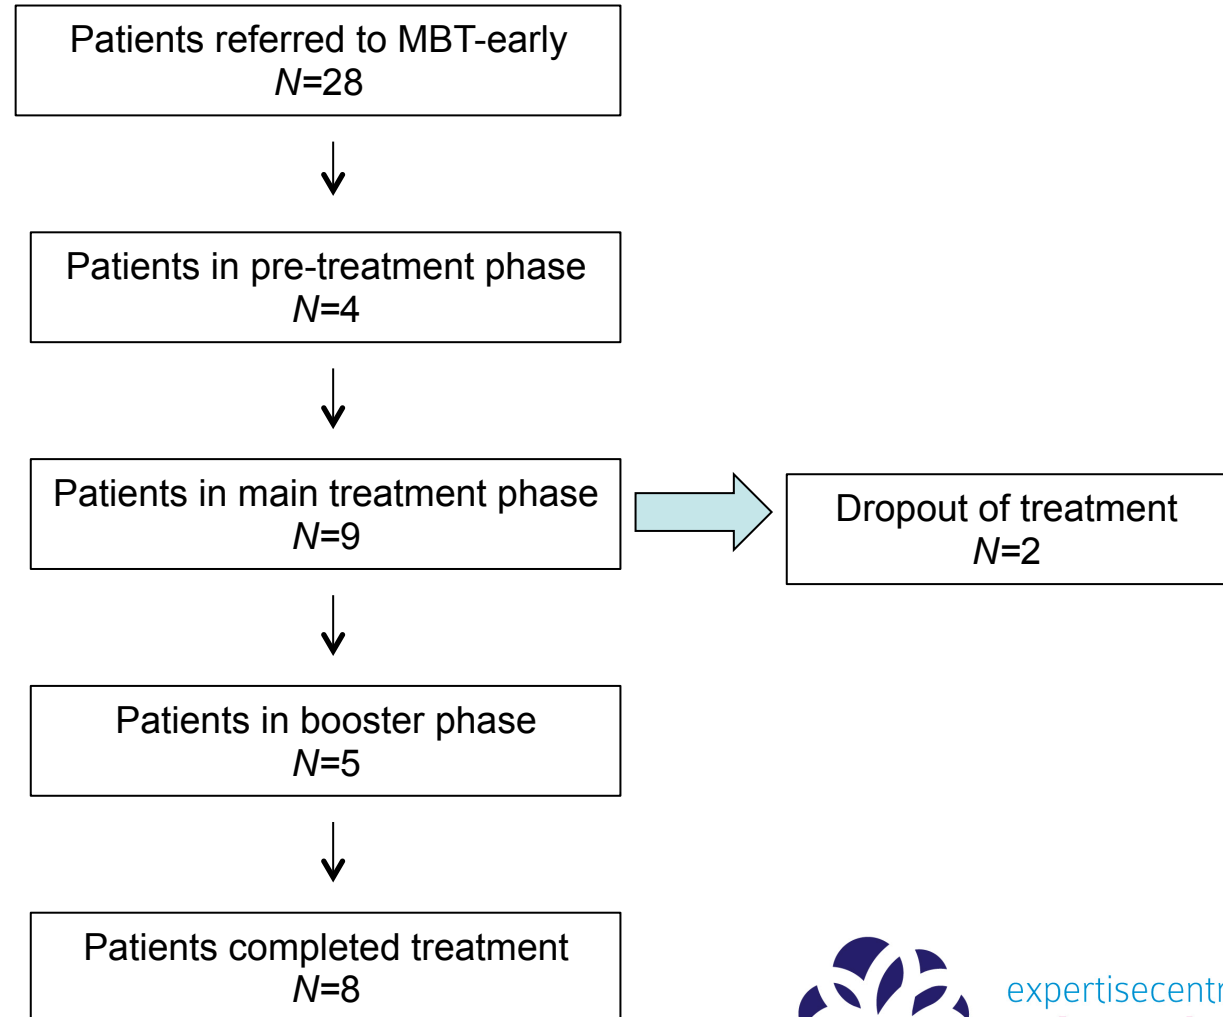 Patients referred to MBT-early
N=28
Patients in pre-treatment phase
N=4
Patients in main treatment phase
N=9
Dropout of treatment
N=2
Patients in booster phase
N=5
Patients completed treatment
N=8